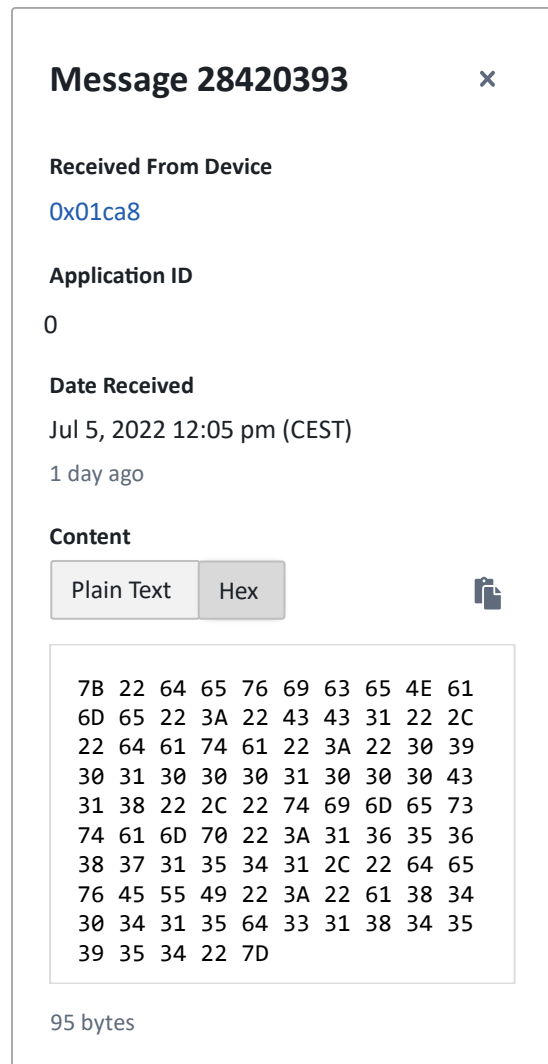 Message 28420393
Received From Device
0x01ca8
Application ID
0
Date Received
Jul 5, 2022 12:05 pm (CEST)
1 day ago
Content
Plain Text Hex
7B 22 64 65 76 69 63 65 4E 61
6D 65 22 3A 22 43 43 31 22 2C
22 64 61 74 61 22 3A 22 30 39
30 31 30 30 30 31 30 30 30 43
31 38 22 2C 22 74 69 6D 65 73
74 61 6D 70 22 3A 31 36 35 36
38 37 31 35 34 31 2C 22 64 65
76 45 55 49 22 3A 22 61 38 34
30 34 31 35 64 33 31 38 34 35
39 35 34 22 7D
95 bytes